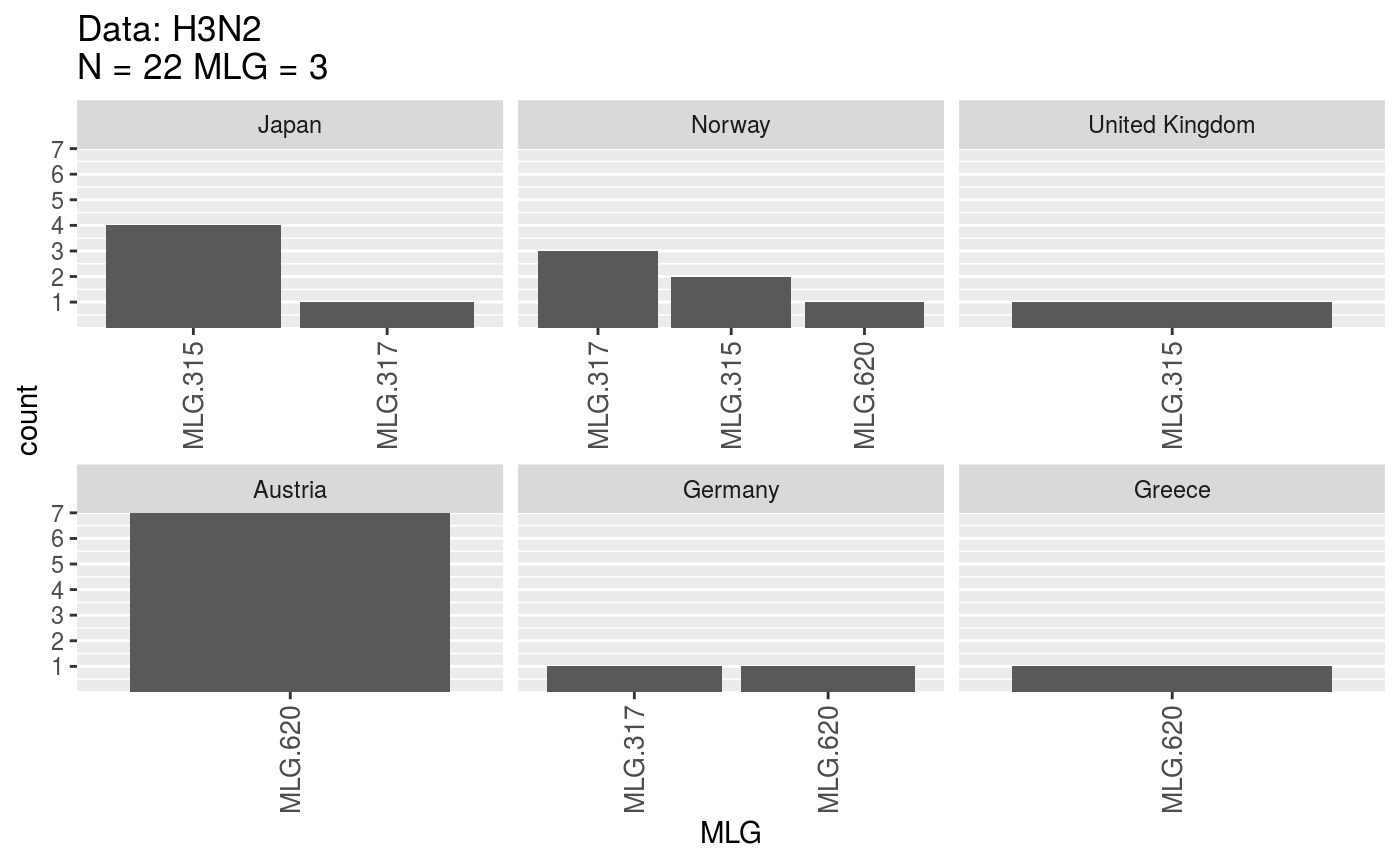 Data: H3N2
N = 22 MLG = 3
Japan
Norway
United Kingdom
7
6
5
4
3
2
1
MLG.315
MLG.317
MLG.317
MLG.315
MLG.620
MLG.315
count
Austria
Germany
Greece
7
6
5
4
3
2
1
MLG.620
MLG.317
MLG.620
MLG.620
MLG